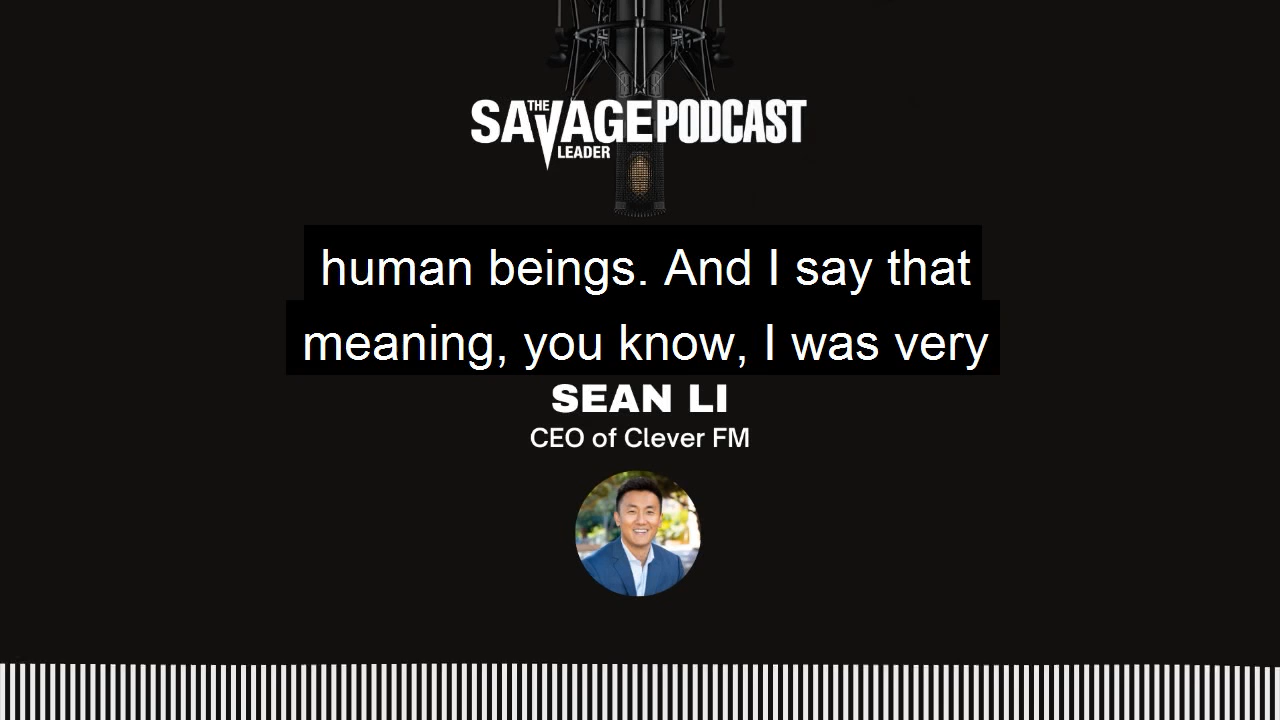 THE
SAVAGE PODCAST
LEADER
human beings. And I say that
meaning, you know, I was very
SEAN LI
CEO of Clever FM